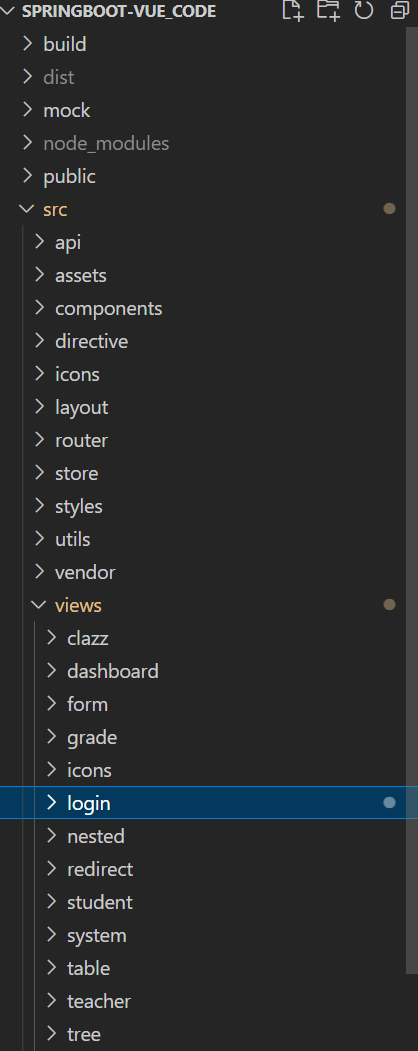 SPRINGBOOT-VUE_CODE
build
dist
mock
node_modules
public
src
api
assets
components
directive
icons
layout
router
store
styles
utils
vendor
views
clazz
dashboard
form
grade
icons
login
nested
redirect
student
system
table
teacher
tree